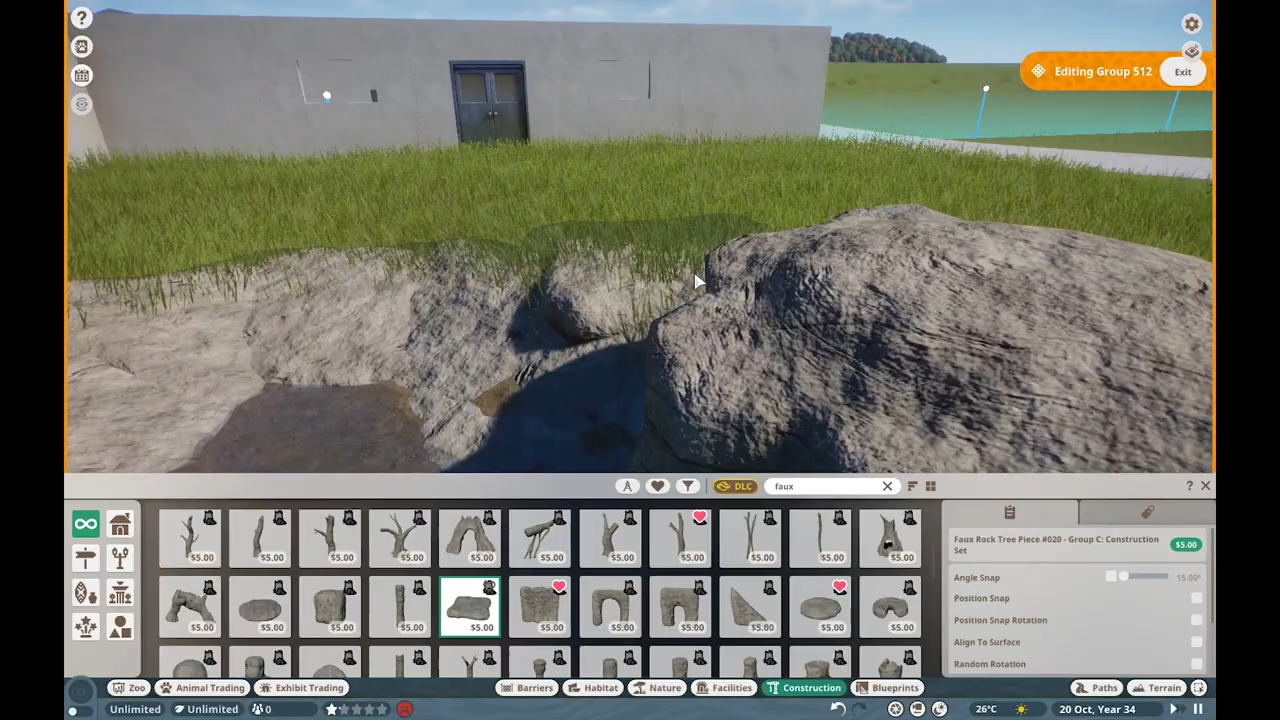 ?
Editing Group 512 Exit
DLC faux ? 
$5.00 $5.00 $5.00 $5.00 $5.00 $5.00 $5.00 $5.00 $5.00 $5.00 $5.00
$5.00 $5.00 $5.00 $5.00 $5.00 $5.00 $5.00 $5.00 $5.00 $5.00 $5.00
Faux Rock Tree Piece #020 - Group C: Construction
Set
$5.00
Angle Snap 15.00°
Position Snap
Position Snap Rotation
Align To Surface
Random Rotation
Zoo Animal Trading Exhibit Trading Barriers Habitat Nature Facilities Construction Blueprints Paths Terrain
Unlimited Unlimited 0 26°C 20 Oct, Year 34